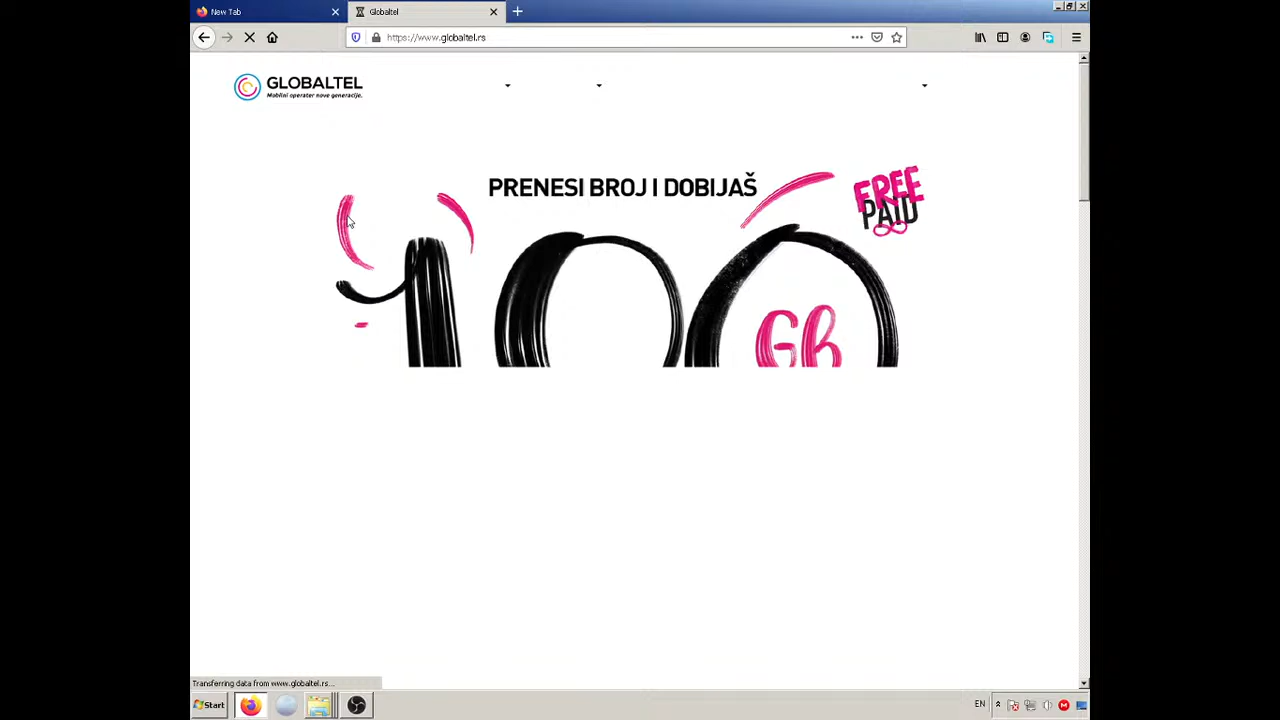 New Tab
Globaltel
https://www.globaltel.rs
GLOBALTEL
Mobilni operater nove generacije.
PRENESI BROJ I DOBIJAŠ
FREE
PAID
100
Gb
Transferring data from www.globaltel.rs...
Start
EN